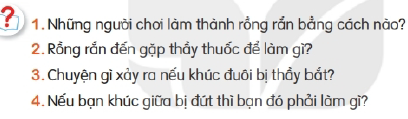 ?
1. Những người chơi làm thành rồng rắn bằng cách nào?
2. Rồng rắn đến gặp thầy thuốc để làm gì?
3. Chuyện gì xảy ra nếu khúc đuôi bị thầy bắt?
4. Nếu bạn khúc giữa bị đứt thì bạn đó phải làm gì?